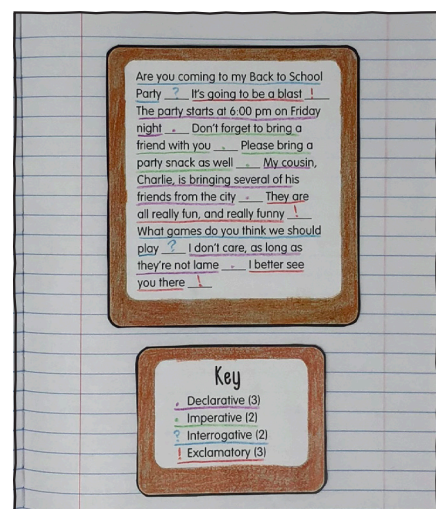 Are you coming to my Back to School
Party ? It's going to be a blast !
The party starts at 6:00 pm on Friday
night . Don't forget to bring a
friend with you . Please bring a
party snack as well . My cousin,
Charlie, is bringing several of his
friends from the city . They are
all really fun, and really funny !
What games do you think we should
play ? I don't care, as long as
they're not lame . I better see
you there !
Key
. Declarative (3)
. Imperative (2)
? Interrogative (2)
! Exclamatory (3)